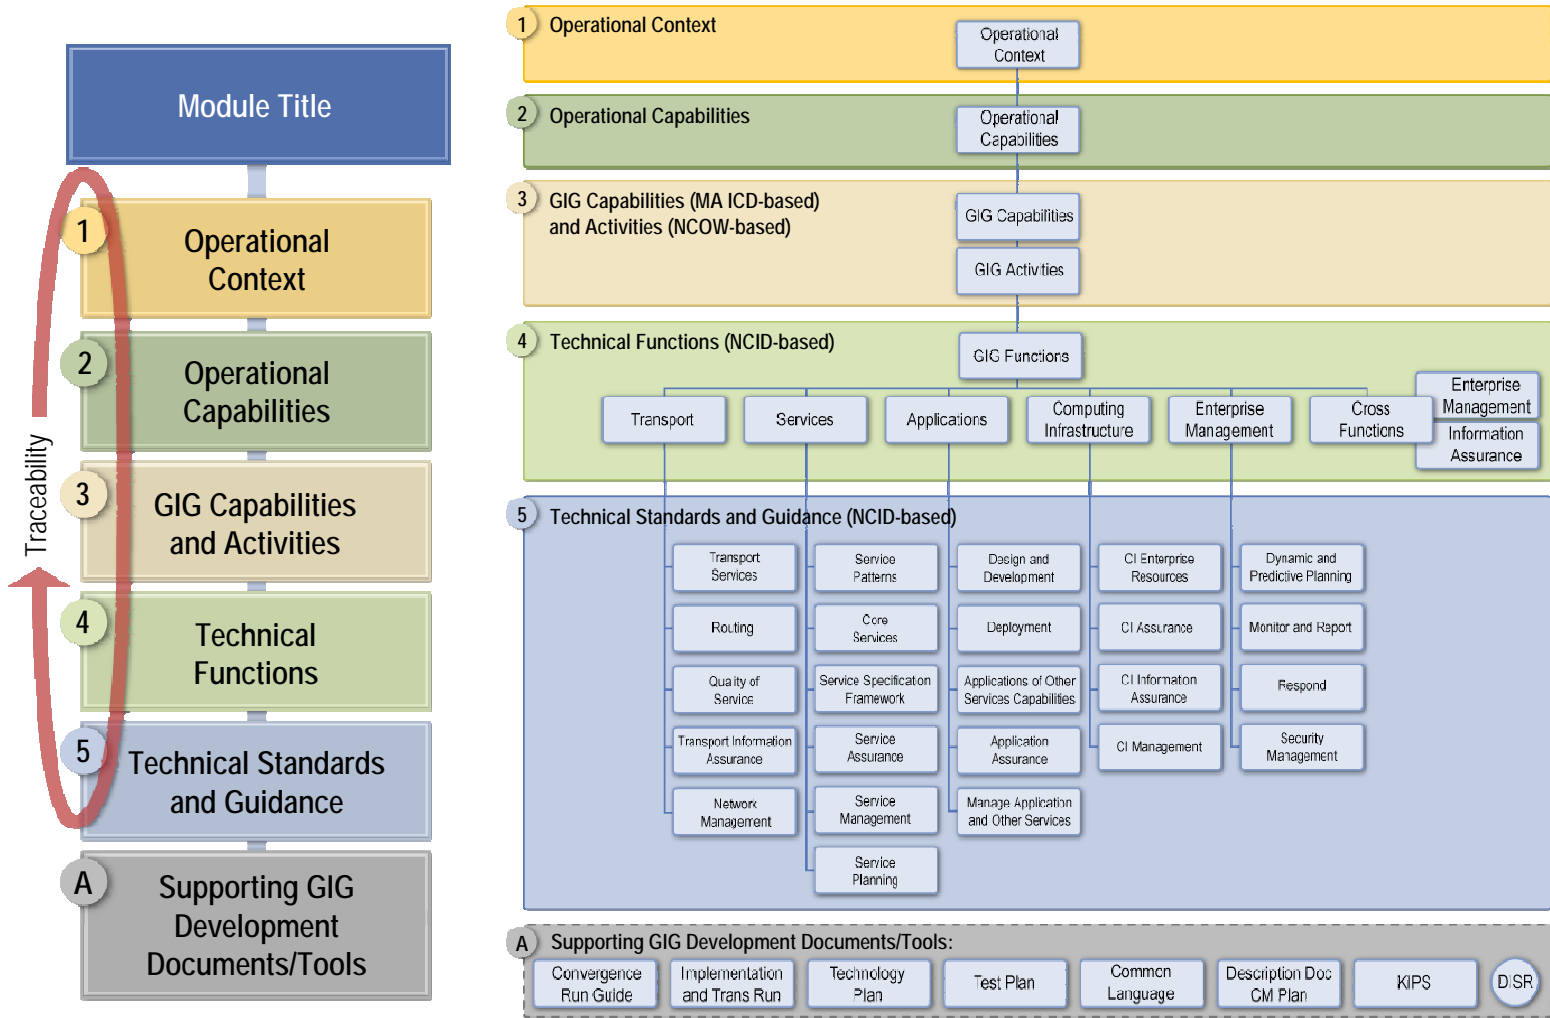 Module Title
1
Operational
Context
2
Operational
Capabilities
3
GIG Capabilities
and Activities
4
Technical
Functions
5
Technical Standards
and Guidance
A
Supporting GIG
Development
Documents/Tools
Traceability
1
Operational Context
Operational
Context
2
Operational Capabilities
Operational
Capabilities
3
GIG Capabilities (MA ICD-based)
and Activities (NCOW-based)
GIG Capabilities
GIG Activities
4
Technical Functions (NCID-based)
GIG Functions
Transport
Services
Applications
Computing
Infrastructure
Enterprise
Management
Cross
Functions
Enterprise
Management
Information
Assurance
5
Technical Standards and Guidance (NCID-based)
Transport
Services
Routing
Quality of
Service
Transport Information
Assurance
Network
Management
Service
Patterns
Core
Services
Service Specification
Framework
Service
Assurance
Service
Management
Service
Planning
Design and
Development
Deployment
Applications of Other
Services Capabilities
Application
Assurance
Manage Application
and Other Services
CI Enterprise
Resources
CI Assurance
CI Information
Assurance
CI Management
Dynamic and
Predictive Planning
Monitor and Report
Respond
Security
Management
A
Supporting GIG Development Documents/Tools:
Convergence
Run Guide
Implementation
and Trans Run
Technology
Plan
Test Plan
Common
Language
Description Doc
CM Plan
KIPS
DISR